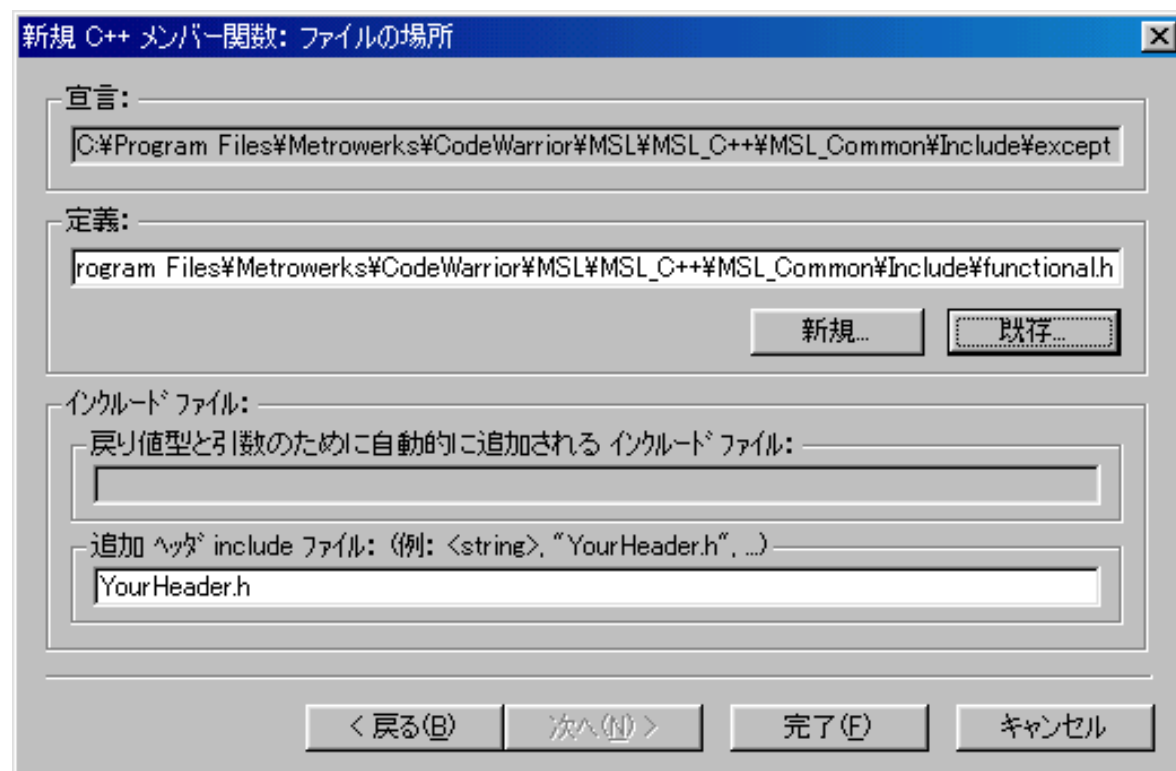 新規 C++ メンバー関数: ファイルの場所
宣言:
C:¥Program Files¥Metrowerks¥CodeWarrior¥MSL¥MSL_C++¥MSL_Common¥Include¥except
定義:
rogram Files¥Metrowerks¥CodeWarrior¥MSL¥MSL_C++¥MSL_Common¥Include¥functional.h
新規... 既存...
インクルード ファイル:
戻り値型と引数のために自動的に追加される インクルード ファイル:
追加 ヘッダ include ファイル: (例: <string>, "YourHeader.h", ...)
YourHeader.h
< 戻る(B) 次へ(N) > 完了(F) キャンセル